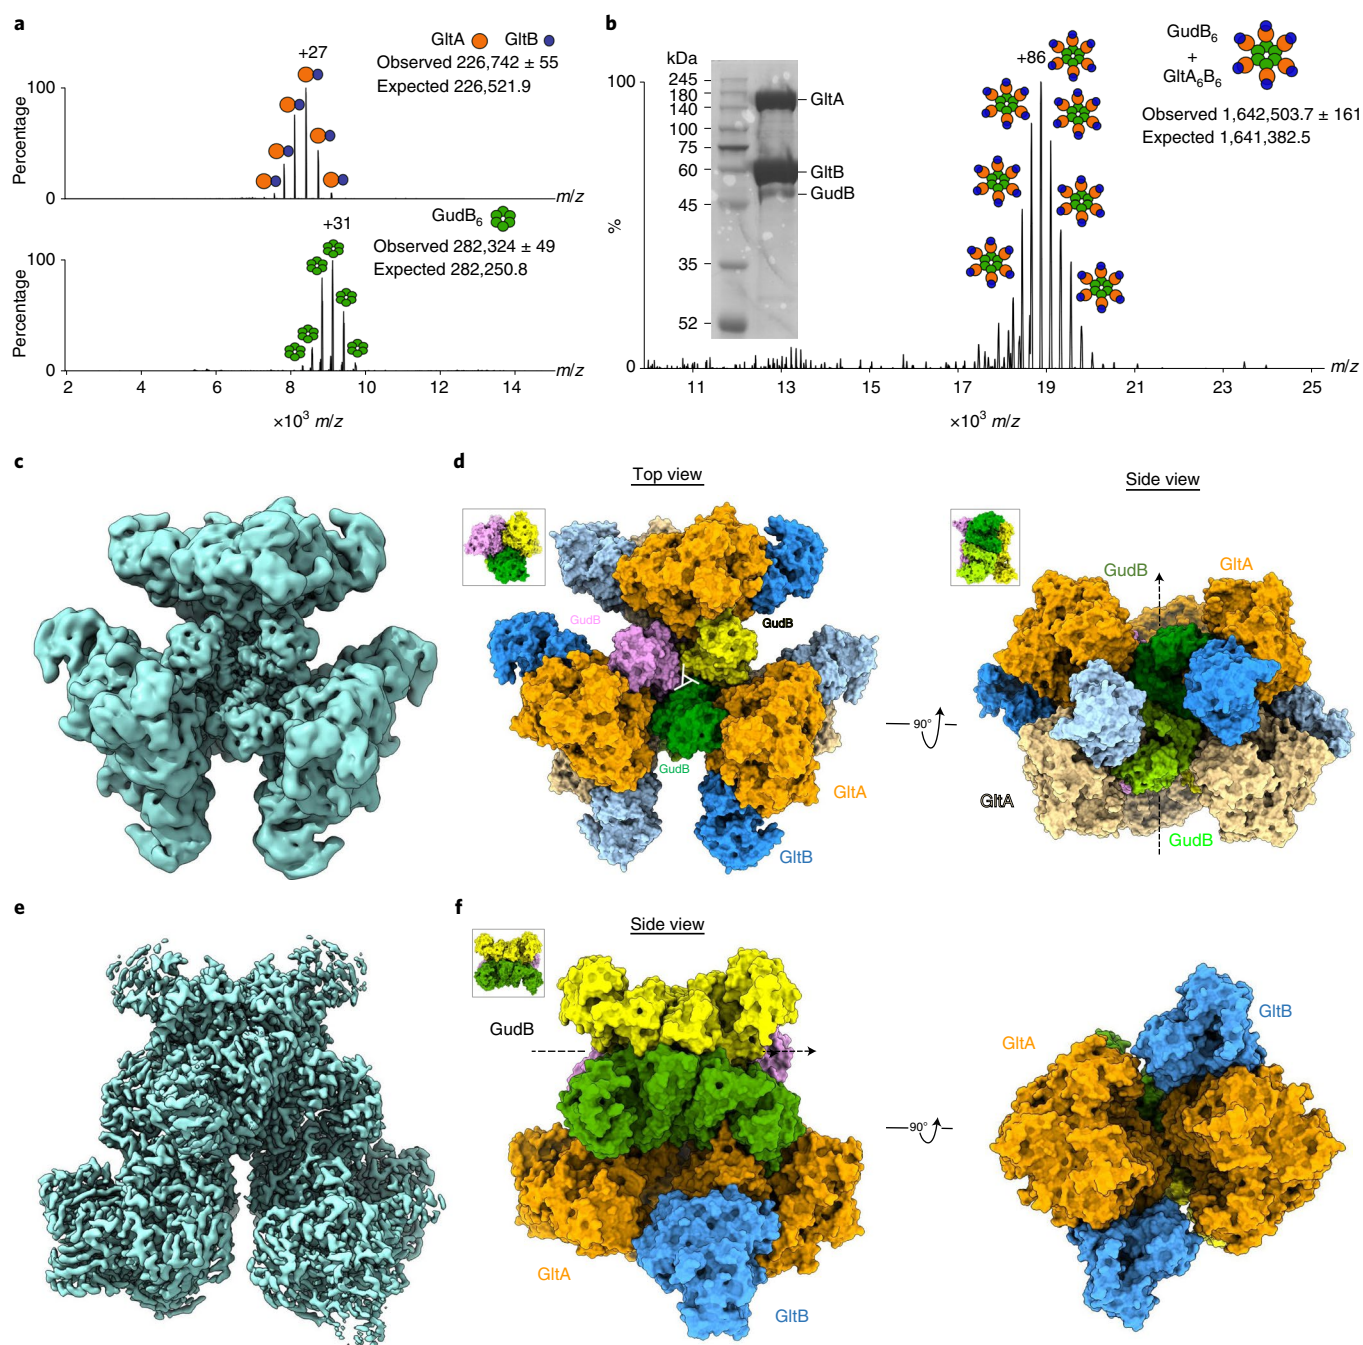 a
GltA GltB
+27
Observed 226,742 ± 55
Expected 226,521.9
100
Percentage
0
m/z
GudB6
+31
Observed 282,324 ± 49
Expected 282,250.8
100
Percentage
0
m/z
2 4 6 8 10 12 14
×10³ m/z
b
kDa
245
180
140
100
75
60
45
35
52
GltA
GltB
GudB
+86
GudB6
+
GltA6B6
Observed 1,642,503.7 ± 161
Expected 1,641,382.5
100
%
0
m/z
11 13 15 17 19 21 23 25
×10³ m/z
c
d
Top view
Side view
GudB
GudB
GudB
GltA
GltB
90°
GudB
GltA
GltA
GudB
e
f
Side view
GudB
GltA
GltB
90°
GltA
GltB